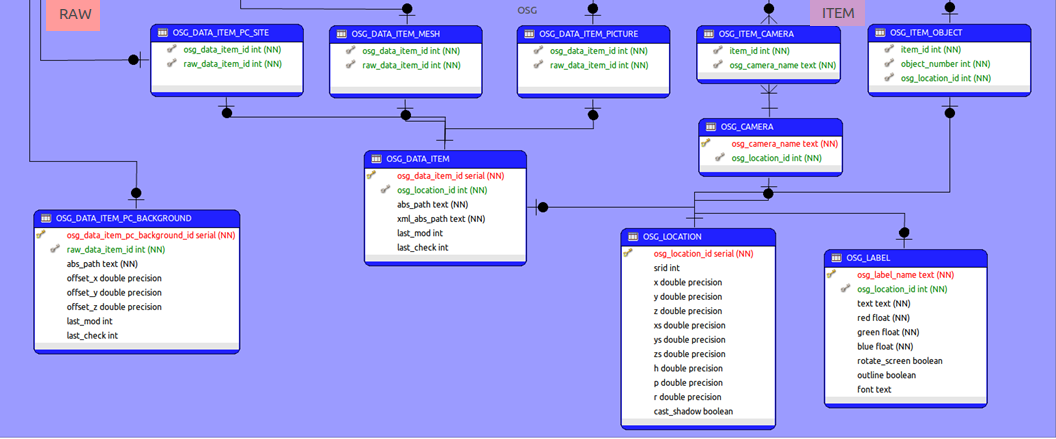 RAW
OSG
ITEM
OSG_DATA_ITEM_PC_SITE
osg_data_item_id int (NN)
raw_data_item_id int (NN)
OSG_DATA_ITEM_MESH
osg_data_item_id int (NN)
raw_data_item_id int (NN)
OSG_DATA_ITEM_PICTURE
osg_data_item_id int (NN)
raw_data_item_id int (NN)
OSG_ITEM_CAMERA
item_id int (NN)
osg_camera_name text (NN)
OSG_ITEM_OBJECT
item_id int (NN)
object_number int (NN)
osg_location_id int (NN)
OSG_CAMERA
osg_camera_name text (NN)
osg_location_id int (NN)
OSG_DATA_ITEM
osg_data_item_id serial (NN)
osg_location_id int (NN)
abs_path text (NN)
xml_abs_path text (NN)
last_mod int
last_check int
OSG_DATA_ITEM_PC_BACKGROUND
osg_data_item_pc_background_id serial (NN)
raw_data_item_id int (NN)
abs_path text (NN)
offset_x double precision
offset_y double precision
offset_z double precision
last_mod int
last_check int
OSG_LOCATION
osg_location_id serial (NN)
srid int
x double precision
y double precision
z double precision
xs double precision
ys double precision
zs double precision
h double precision
p double precision
r double precision
cast_shadow boolean
OSG_LABEL
osg_label_name text (NN)
osg_location_id int (NN)
text text (NN)
red float (NN)
green float (NN)
blue float (NN)
rotate_screen boolean
outline boolean
font text